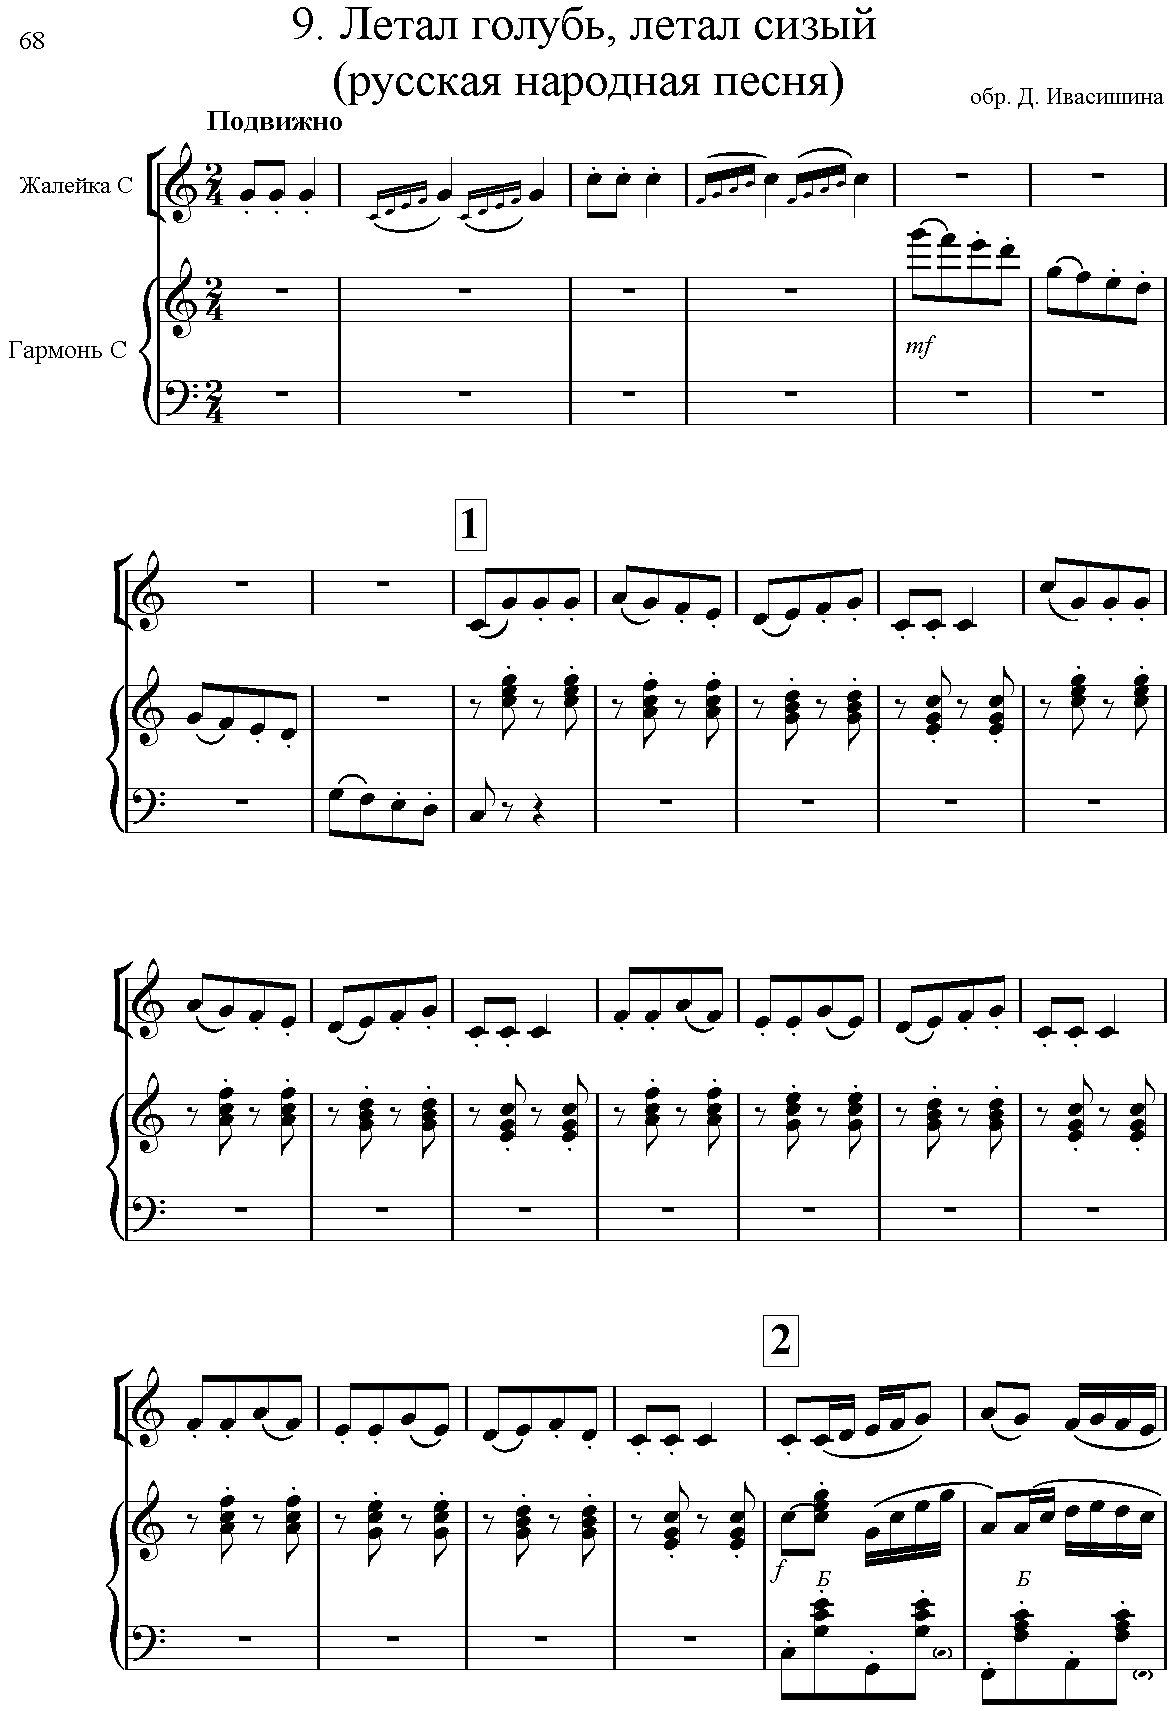 68
9. Летал голубь, летал сизый
(русская народная песня)
обр. Д. Ивасишина
Подвижно
Жалейка С
Гармонь С
mf
1
2
f
Б Б